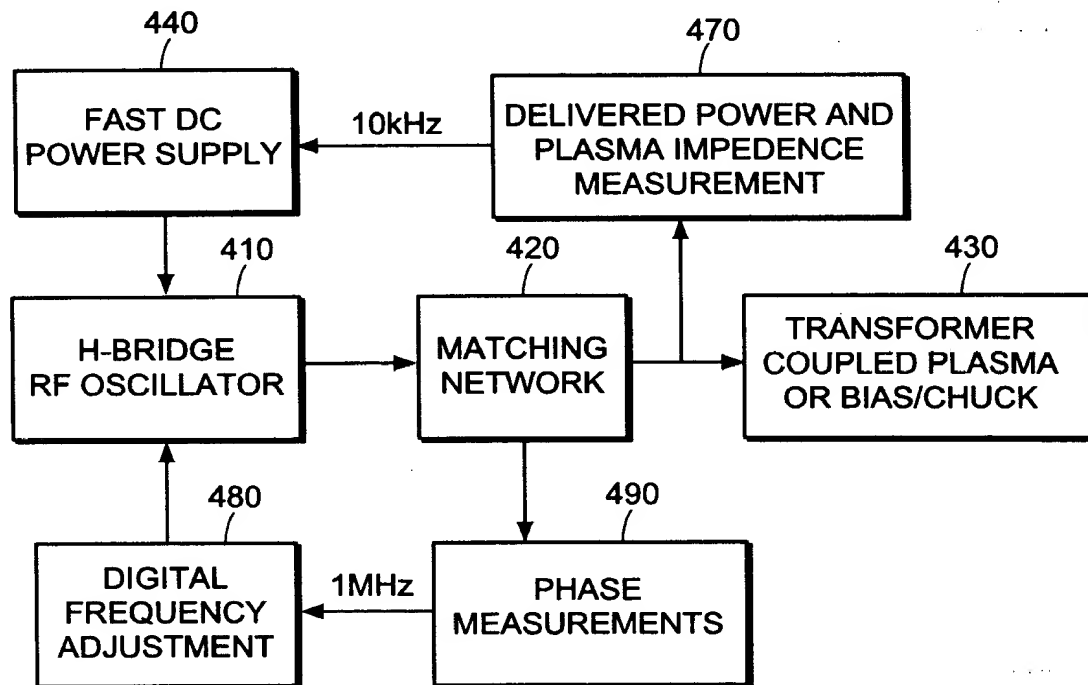 440
FAST DC
POWER SUPPLY
10kHz
470
DELIVERED POWER AND
PLASMA IMPEDENCE
MEASUREMENT
410
H-BRIDGE
RF OSCILLATOR
420
MATCHING
NETWORK
430
TRANSFORMER
COUPLED PLASMA
OR BIAS/CHUCK
480
DIGITAL
FREQUENCY
ADJUSTMENT
1MHz
490
PHASE
MEASUREMENTS